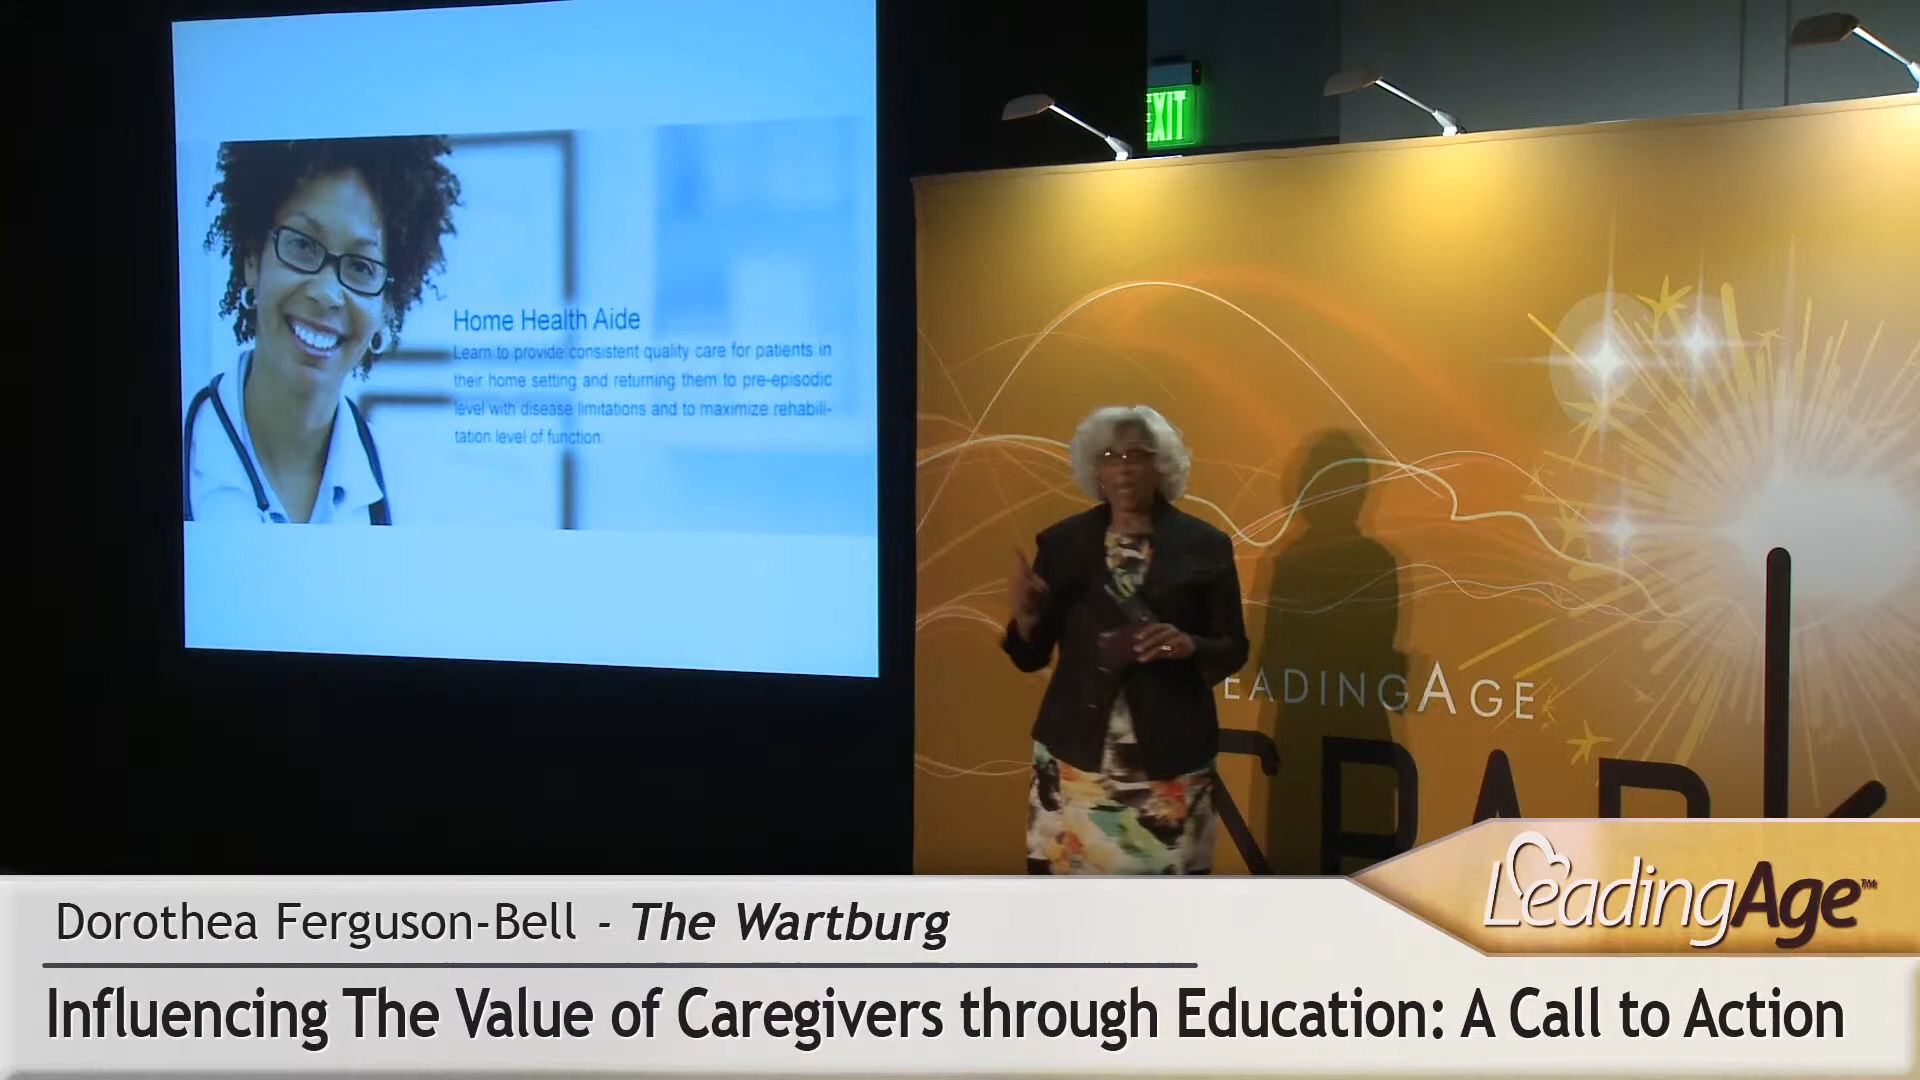 EXIT
Home Health Aide
Learn to provide consistent quality care for patients in
their home setting and returning them to pre-episodic
level with disease limitations and to maximize rehabili-
tation level of function.
EADINGAGE
SPARK
LeadingAge™
Dorothea Ferguson-Bell - The Wartburg
Influencing The Value of Caregivers through Education: A Call to Action